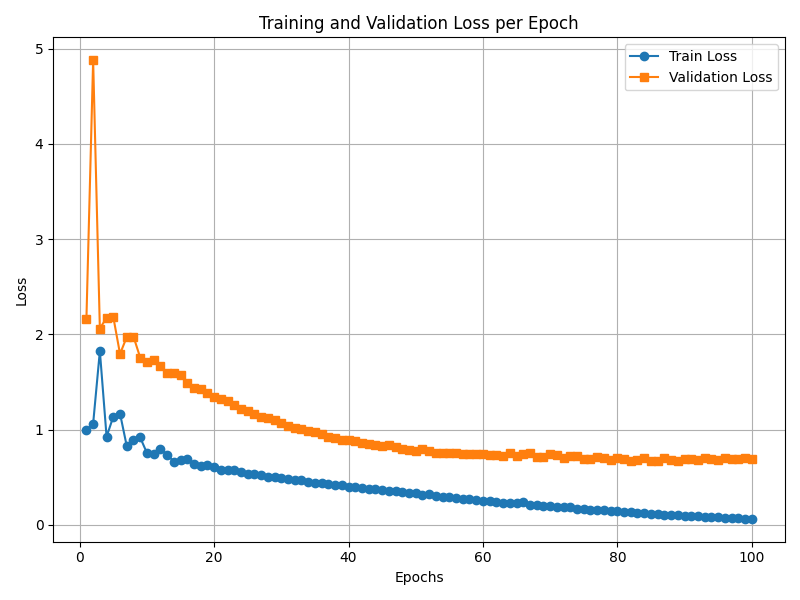 Training and Validation Loss per Epoch
Train Loss
Validation Loss
5
4
3
2
1
0
Loss
0 20 40 60 80 100
Epochs